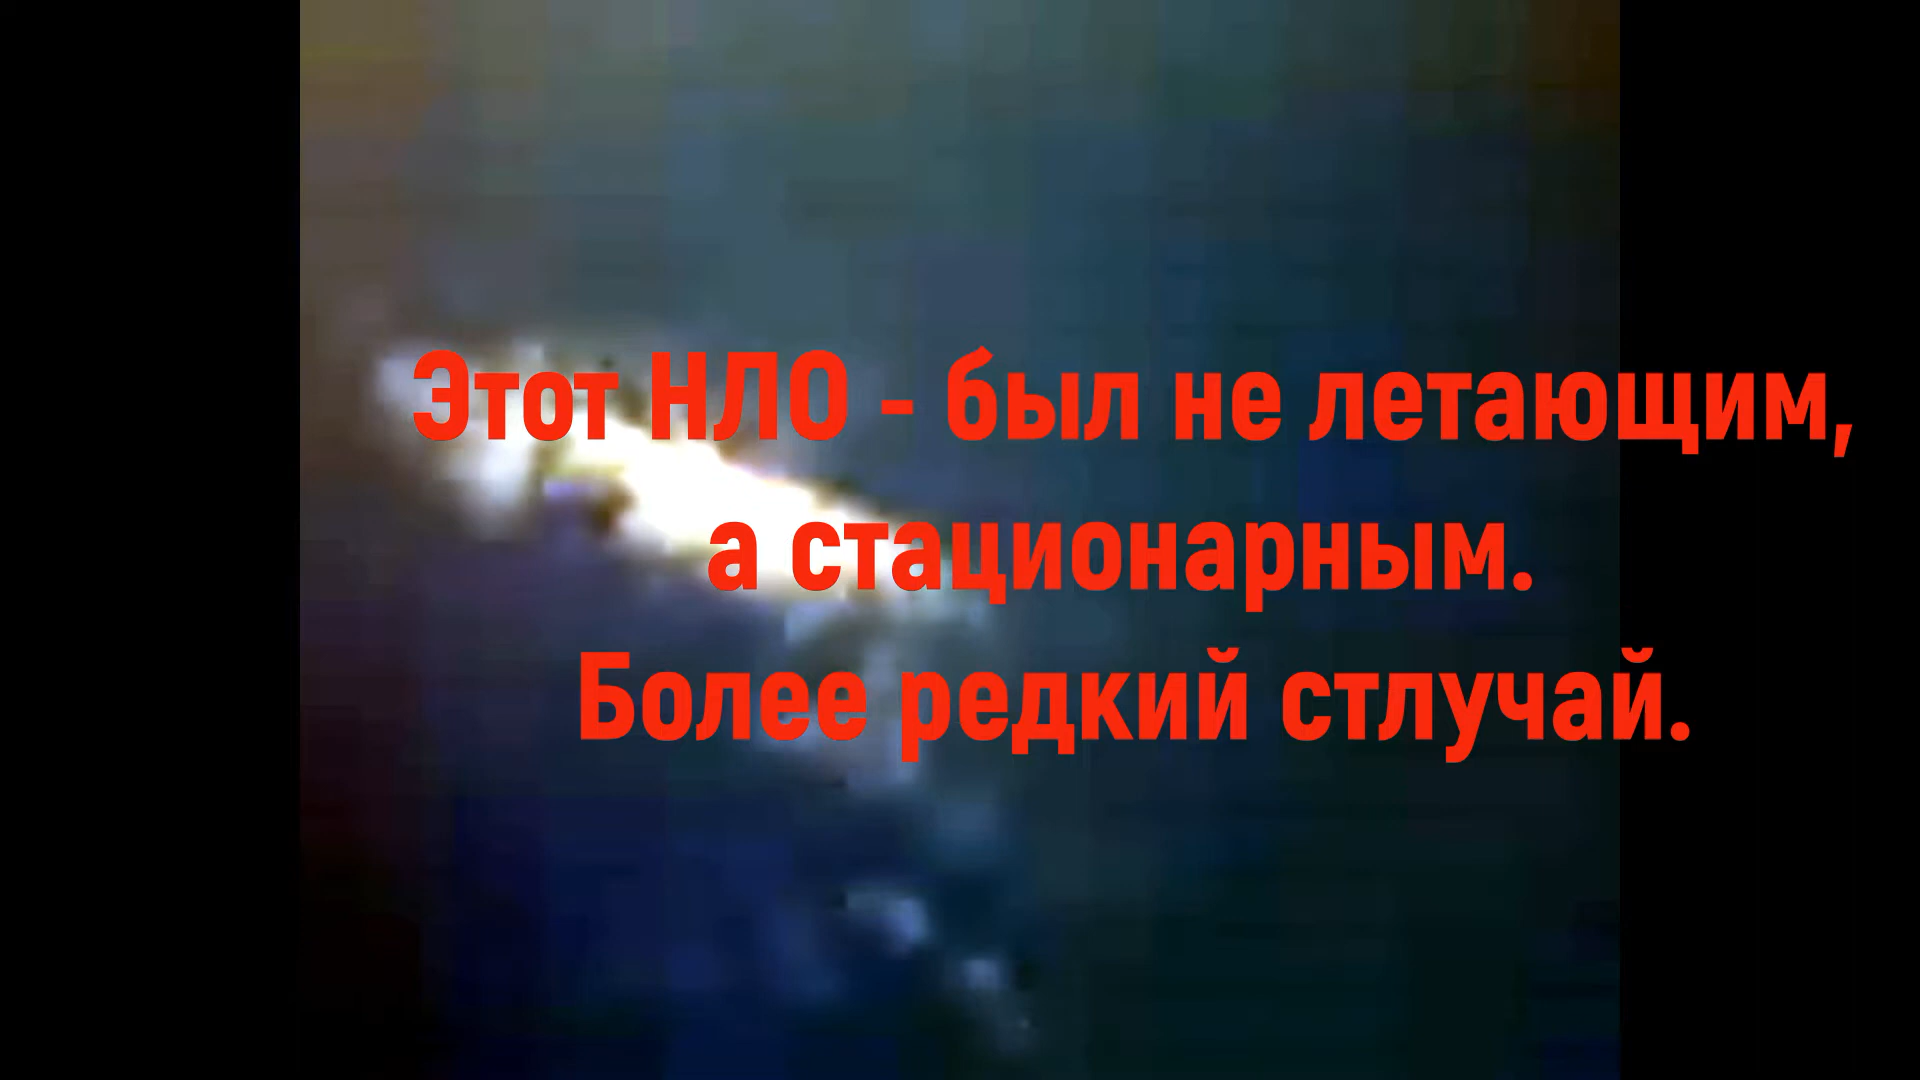 Этот НЛО - был не летающим,
а стационарным.
Более редкий стлучай.